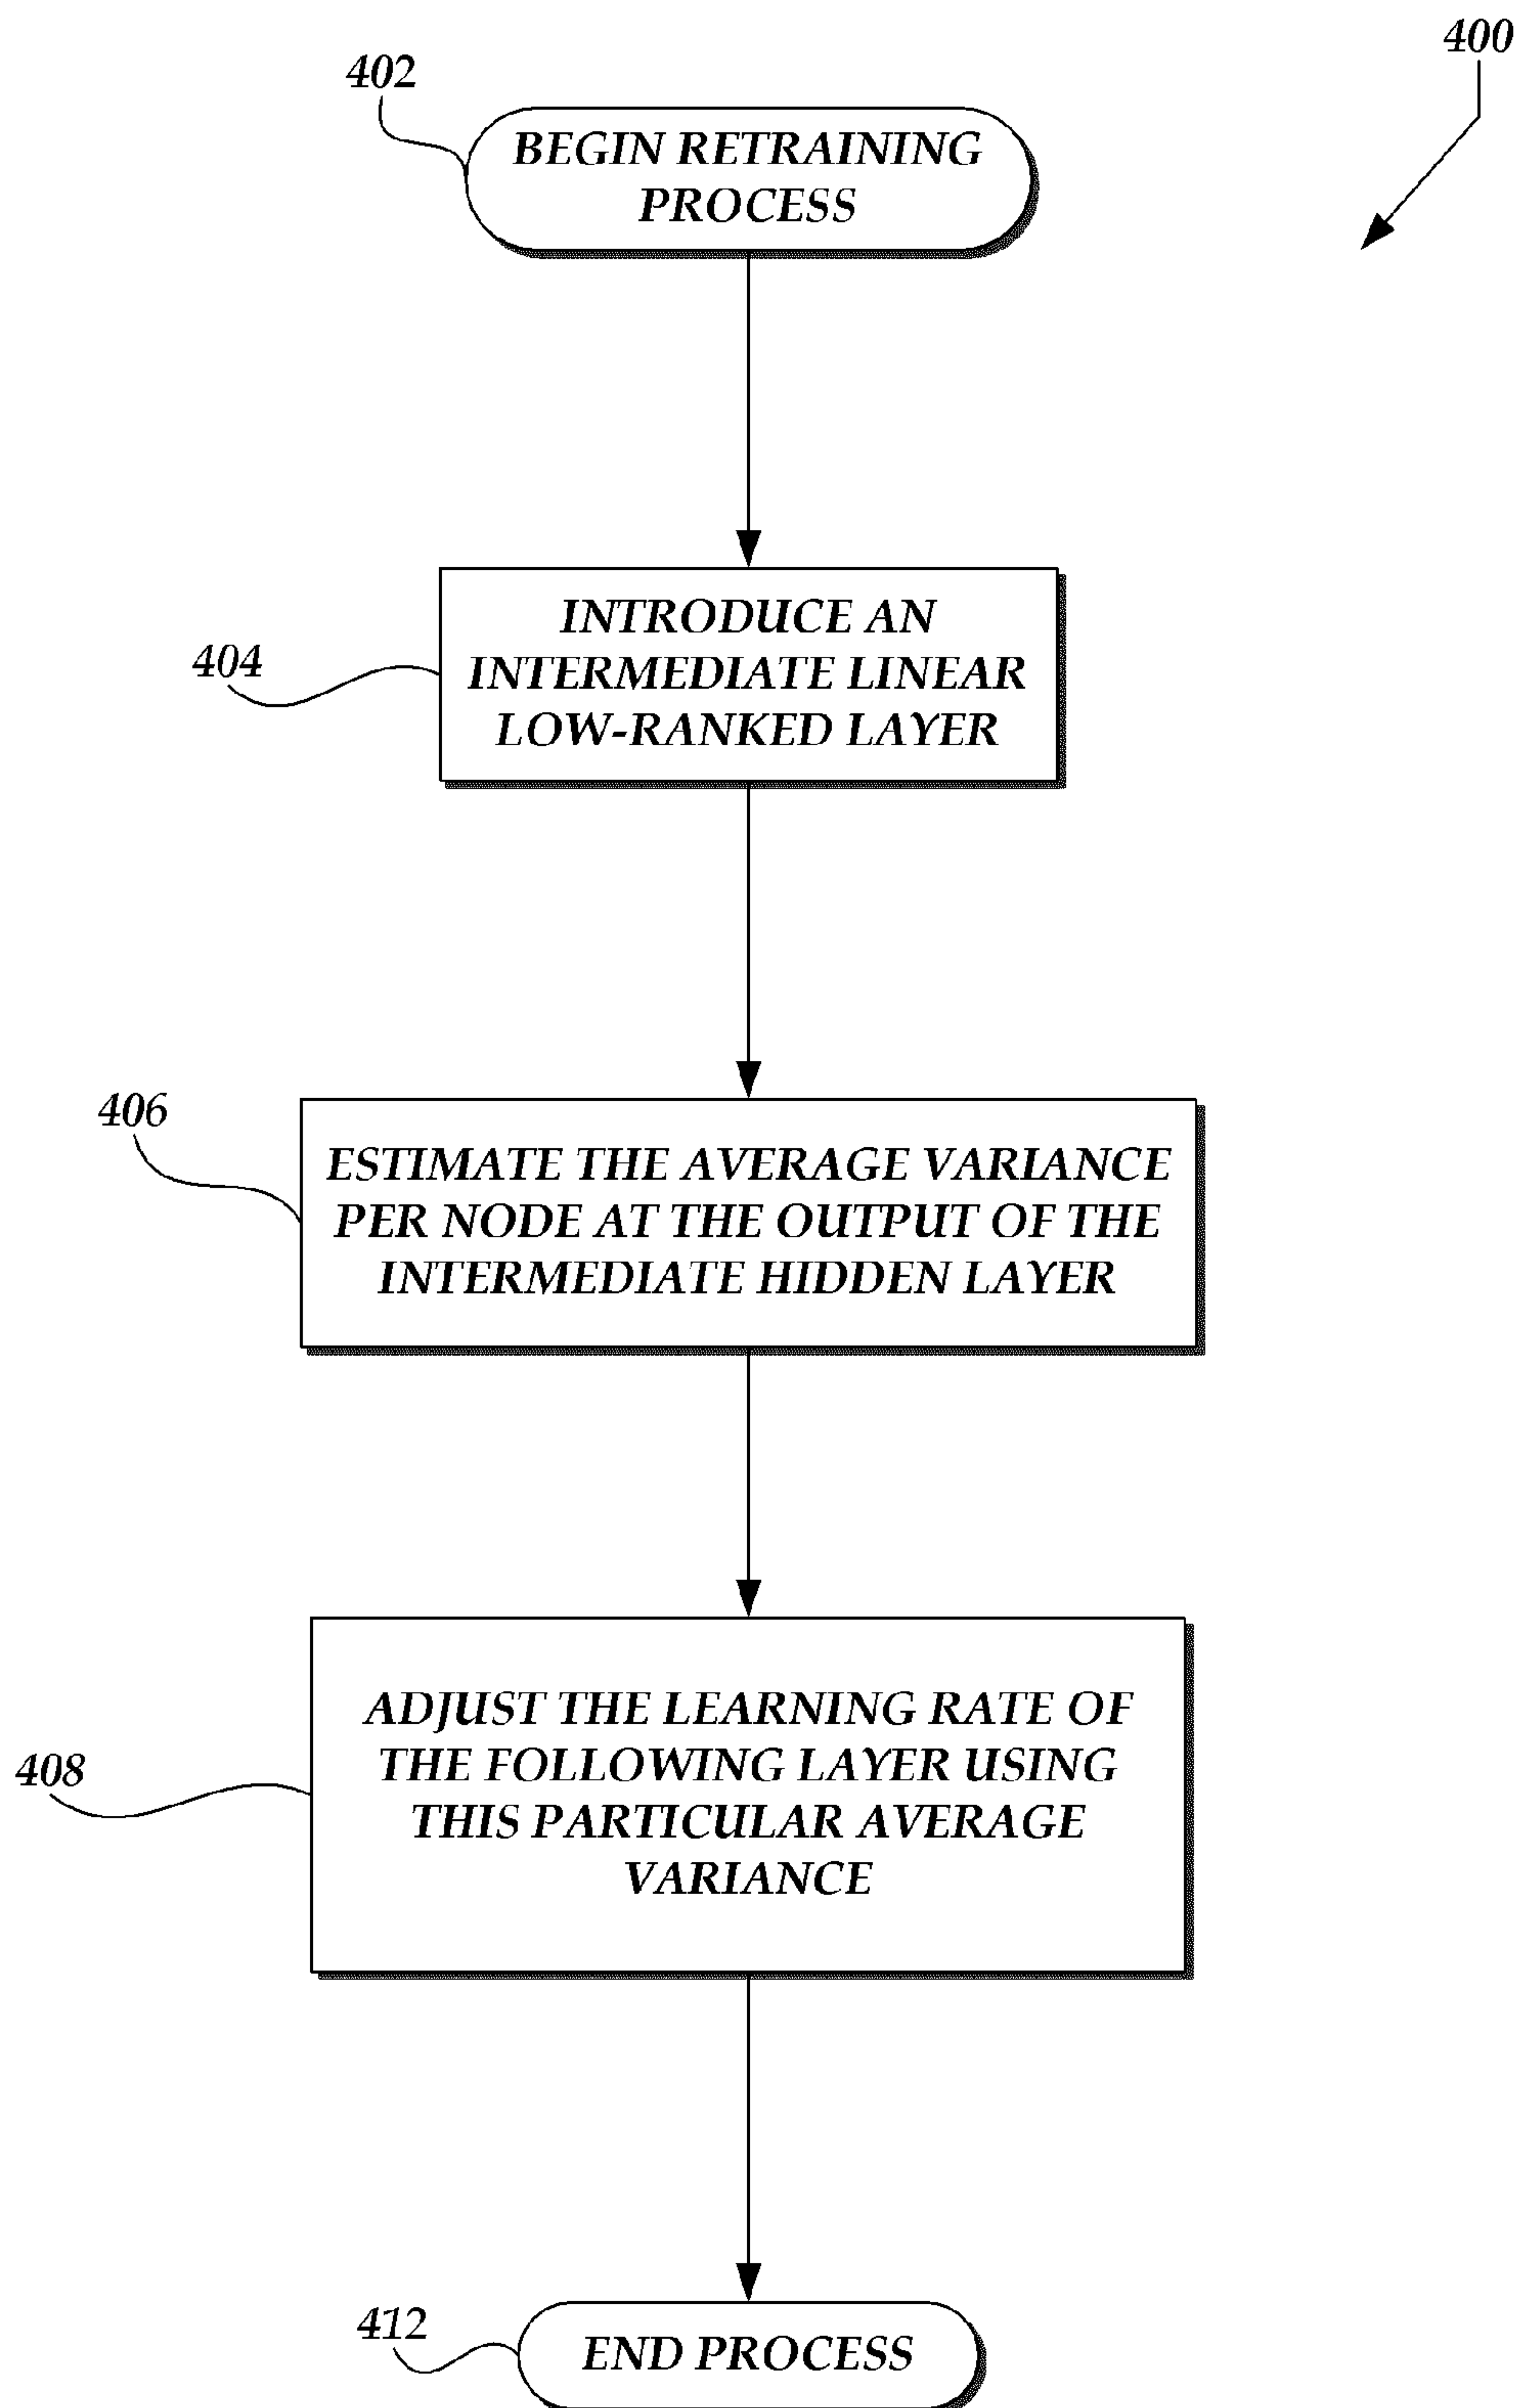 400
402
BEGIN RETRAINING
PROCESS
404
INTRODUCE AN
INTERMEDIATE LINEAR
LOW-RANKED LAYER
406
ESTIMATE THE AVERAGE VARIANCE
PER NODE AT THE OUTPUT OF THE
INTERMEDIATE HIDDEN LAYER
408
ADJUST THE LEARNING RATE OF
THE FOLLOWING LAYER USING
THIS PARTICULAR AVERAGE
VARIANCE
412
END PROCESS